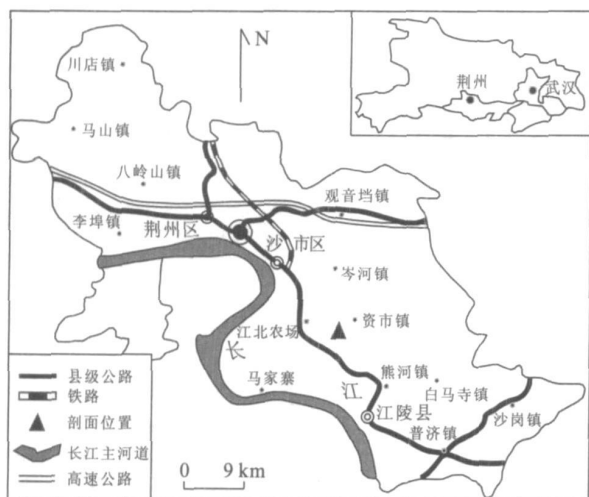 川店镇
N
荆州
武汉
马山镇
八岭山镇
观音垱镇
李埠镇
荆州区
沙市区
岑河镇
江北农场
资市镇
长江
马家寨
熊河镇
白马寺镇
江陵县
沙岗镇
普济镇
县级公路
铁路
剖面位置
长江主河道
高速公路
0 9 km